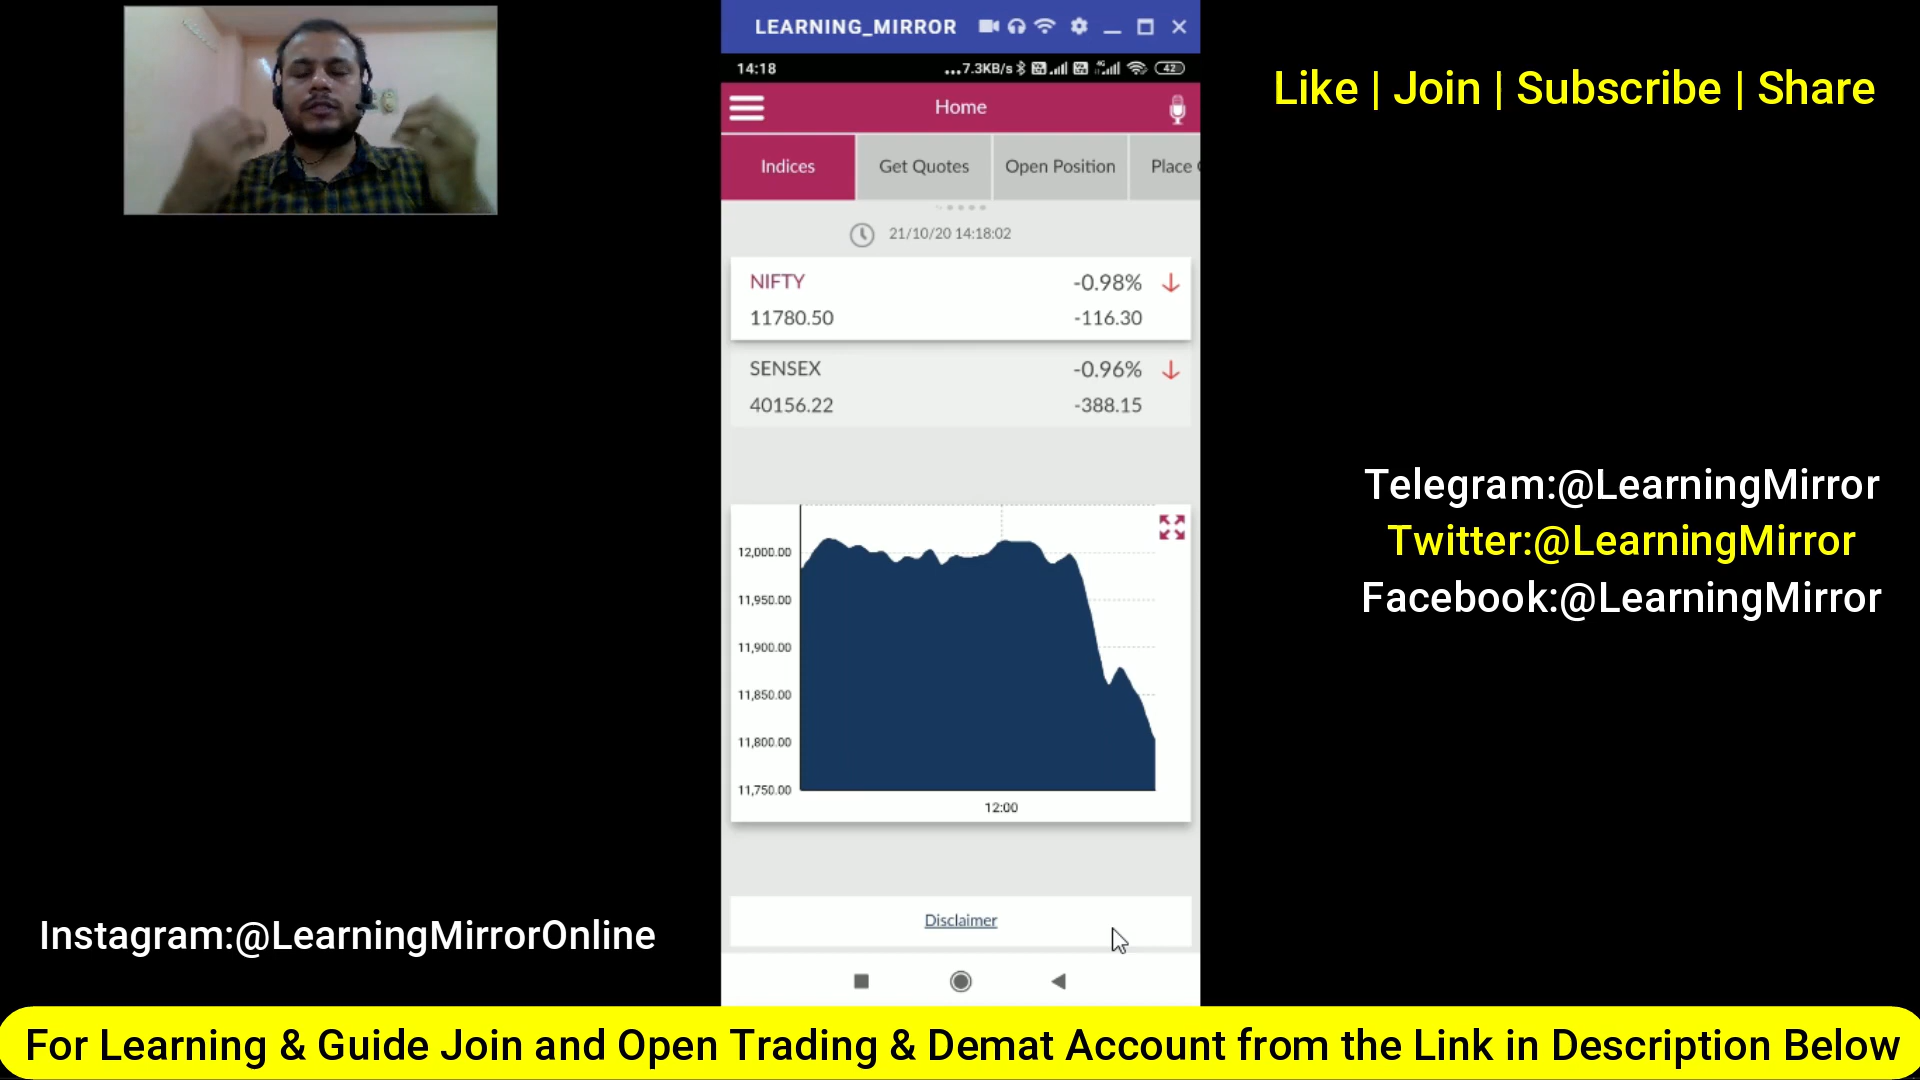 LEARNING_MIRROR
14:18
...7.3KB/s
4G
42
Home
Indices
Get Quotes
Open Position
Place
21/10/20 14:18:02
NIFTY
-0.98%
11780.50
-116.30
SENSEX
-0.96%
40156.22
-388.15
12,000.00
11,950.00
11,900.00
11,850.00
11,800.00
11,750.00
12:00
Disclaimer
Like | Join | Subscribe | Share
Telegram:@LearningMirror
Twitter:@LearningMirror
Facebook:@LearningMirror
Instagram:@LearningMirrorOnline
For Learning & Guide Join and Open Trading & Demat Account from the Link in Description Below